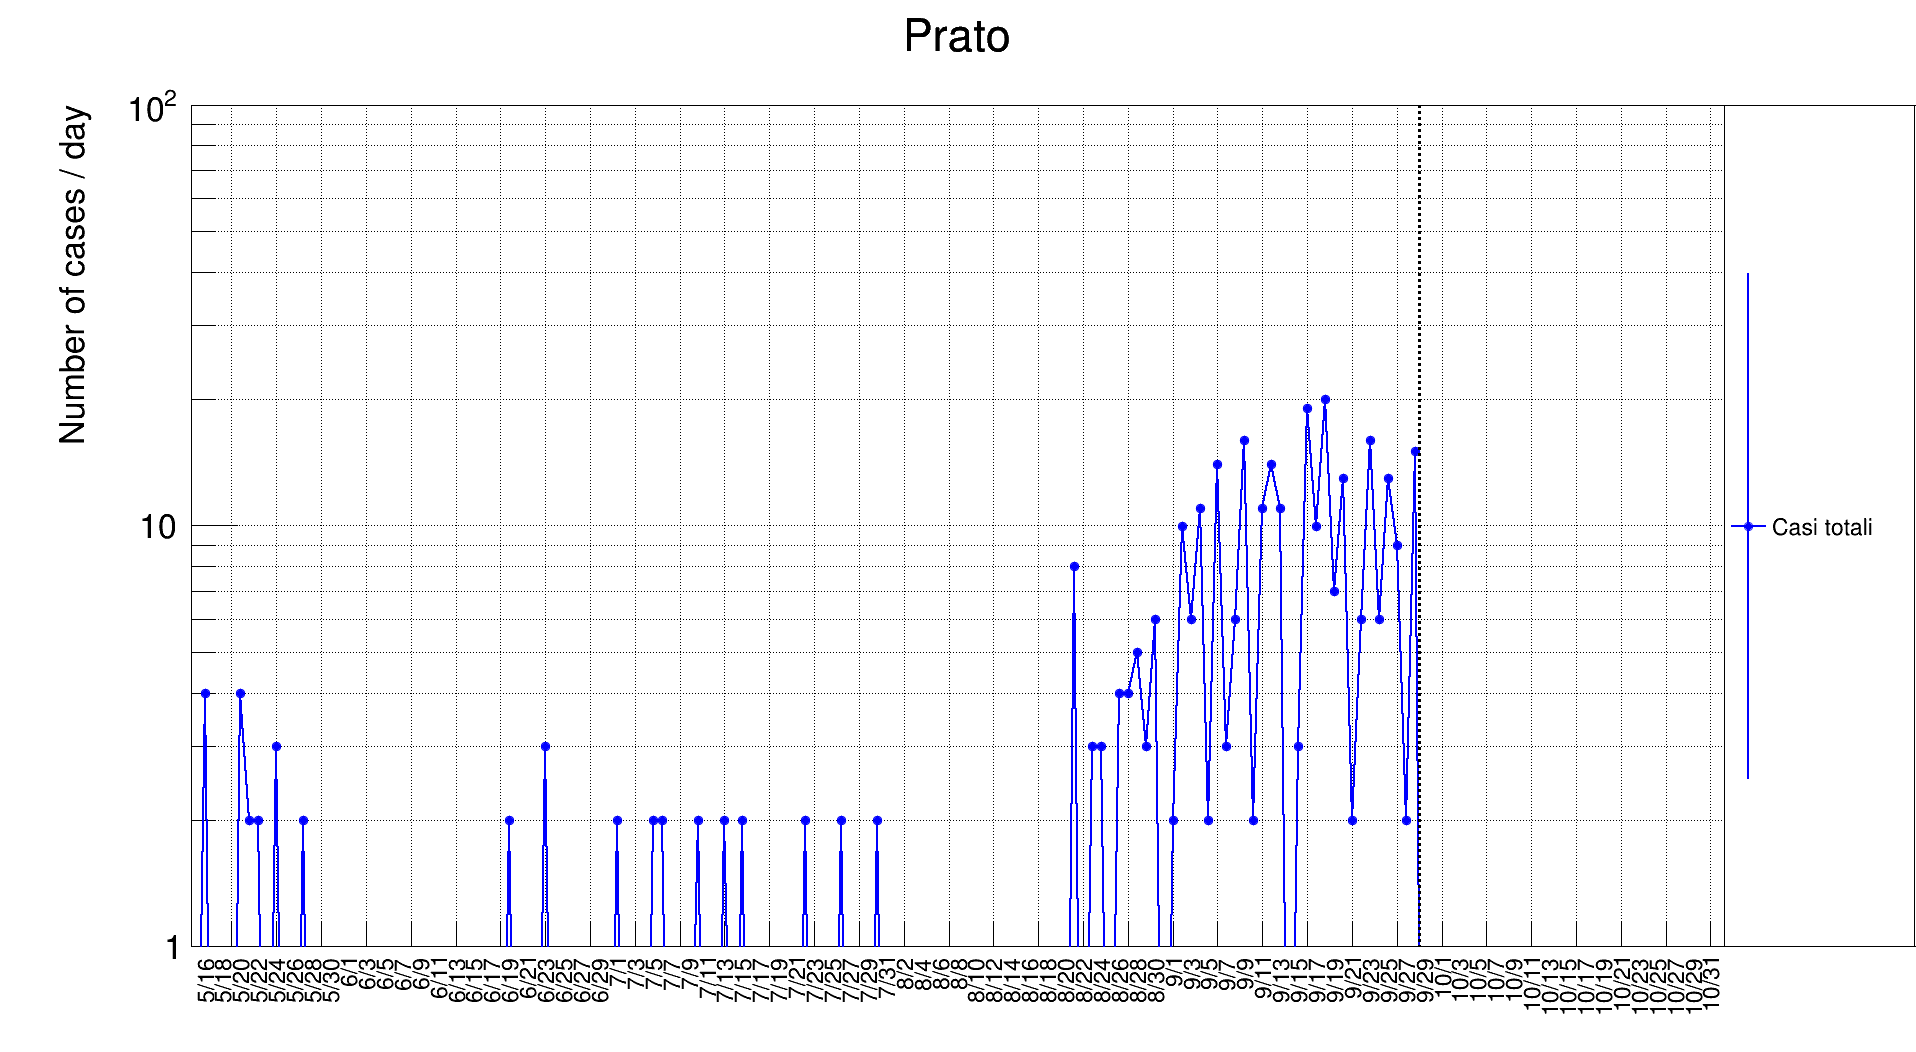 Prato
Number of cases / day
10²
10
1
Casi totali
5/16 5/18 5/20 5/22 5/24 5/26 5/28 5/30 6/1 6/3 6/5 6/7 6/9 6/11 6/13 6/15 6/17 6/19 6/21 6/23 6/25 6/27 6/29 7/1 7/3 7/5 7/7 7/9 7/11 7/13 7/15 7/17 7/19 7/21 7/23 7/25 7/27 7/29 7/31 8/2 8/4 8/6 8/8 8/10 8/12 8/14 8/16 8/18 8/20 8/22 8/24 8/26 8/28 8/30 9/1 9/3 9/5 9/7 9/9 9/11 9/13 9/15 9/17 9/19 9/21 9/23 9/25 9/27 9/29 10/1 10/3 10/5 10/7 10/9 10/11 10/13 10/15 10/17 10/19 10/21 10/23 10/25 10/27 10/29 10/31